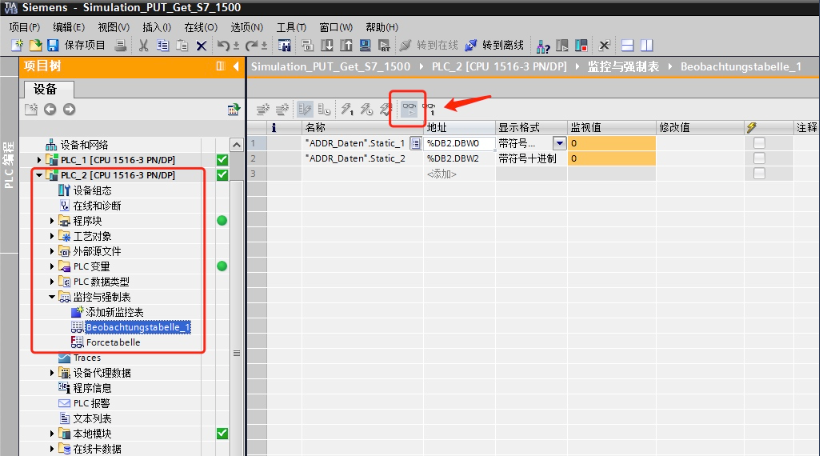 Siemens - Simulation_PUT_Get_S7_1500
项目(P) 编辑(E) 视图(V) 插入(I) 在线(O) 选项(N) 工具(T) 窗口(W) 帮助(H)
保存项目 转到在线 转到离线
项目树
Simulation_PUT_Get_S7_1500 PLC_2 [CPU 1516-3 PN/DP] 监控与强制表 Beobachtungstabelle_1
设备
PLC 编程
i 名称 地址 显示格式 监视值 修改值 注释
1 "ADDR_Daten".Static_1 %DB2.DBW0 带符号... 0
2 "ADDR_Daten".Static_2 %DB2.DBW2 带符号十进制 0
3 <添加>
设备和网络
PLC_1 [CPU 1516-3 PN/DP]
PLC_2 [CPU 1516-3 PN/DP]
设备组态
在线和诊断
程序块
工艺对象
外部源文件
PLC 变量
PLC 数据类型
监控与强制表
添加新监控表
Beobachtungstabelle_1
Forcetabelle
Traces
设备代理数据
程序信息
PLC 报警
文本列表
本地模块
在线卡数据